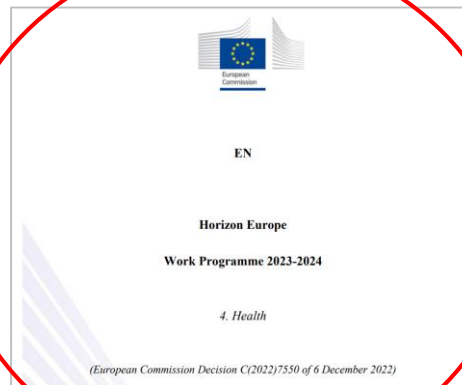 European
Commission
EN
Horizon Europe
Work Programme 2023-2024
4. Health
(European Commission Decision C(2022)7550 of 6 December 2022)